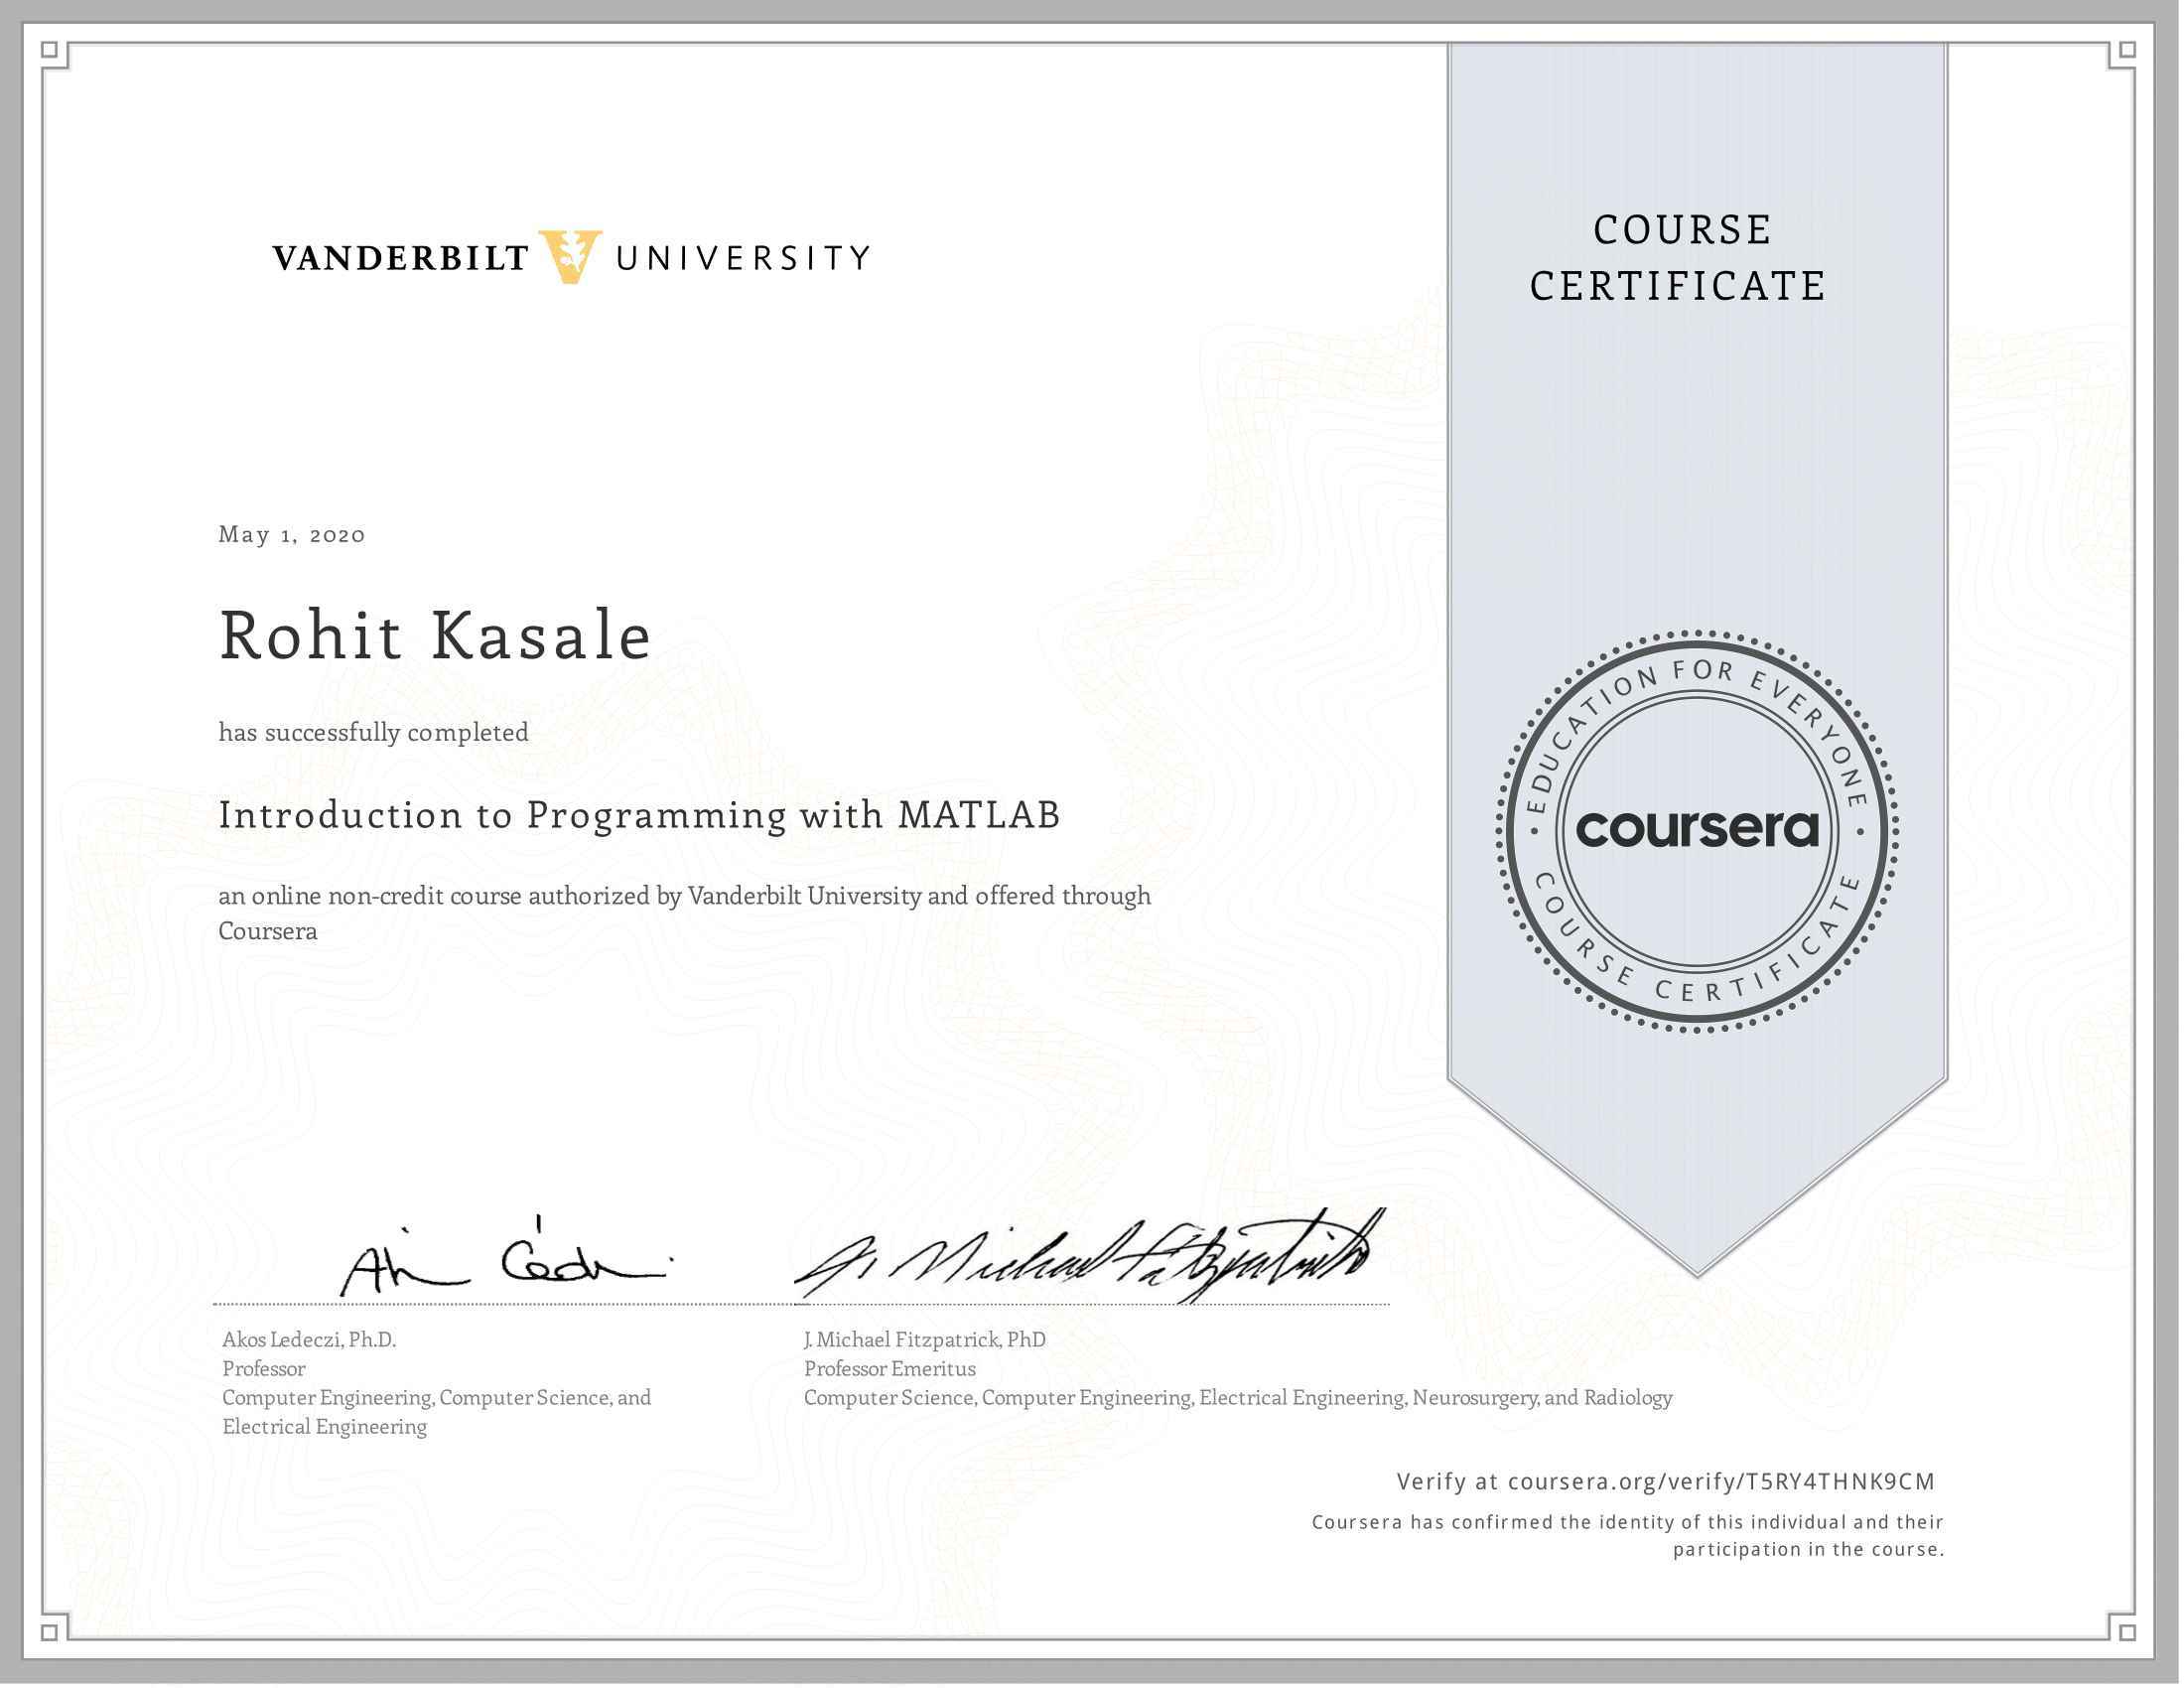 VANDERBILT UNIVERSITY
COURSE
CERTIFICATE
May 1, 2020
Rohit Kasale
has successfully completed
Introduction to Programming with MATLAB
an online non-credit course authorized by Vanderbilt University and offered through
Coursera
EDUCATION FOR EVERYONE
coursera
COURSE CERTIFICATE
J. Michael Fitzpatrick
Akos Ledeczi, Ph.D.
Professor
Computer Engineering, Computer Science, and
Electrical Engineering
J. Michael Fitzpatrick, PhD
Professor Emeritus
Computer Science, Computer Engineering, Electrical Engineering, Neurosurgery, and Radiology
Verify at coursera.org/verify/T5RY4THNK9CM
Coursera has confirmed the identity of this individual and their
participation in the course.